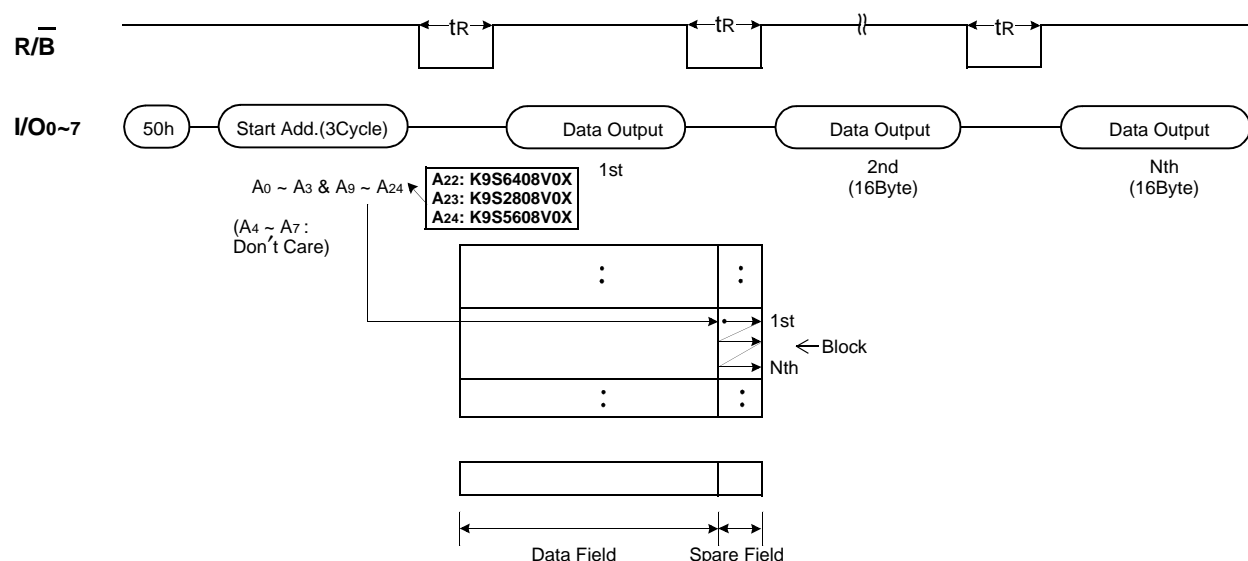 R/B
tR
tR
tR
I/O0~7
50h
Start Add.(3Cycle)
Data Output
Data Output
Data Output
1st
2nd
(16Byte)
Nth
(16Byte)
A0 ~ A3 & A9 ~ A24
A22: K9S6408V0X
A23: K9S2808V0X
A24: K9S5608V0X
(A4 ~ A7 :
Don't Care)
1st
Block
Nth
Data Field
Spare Field